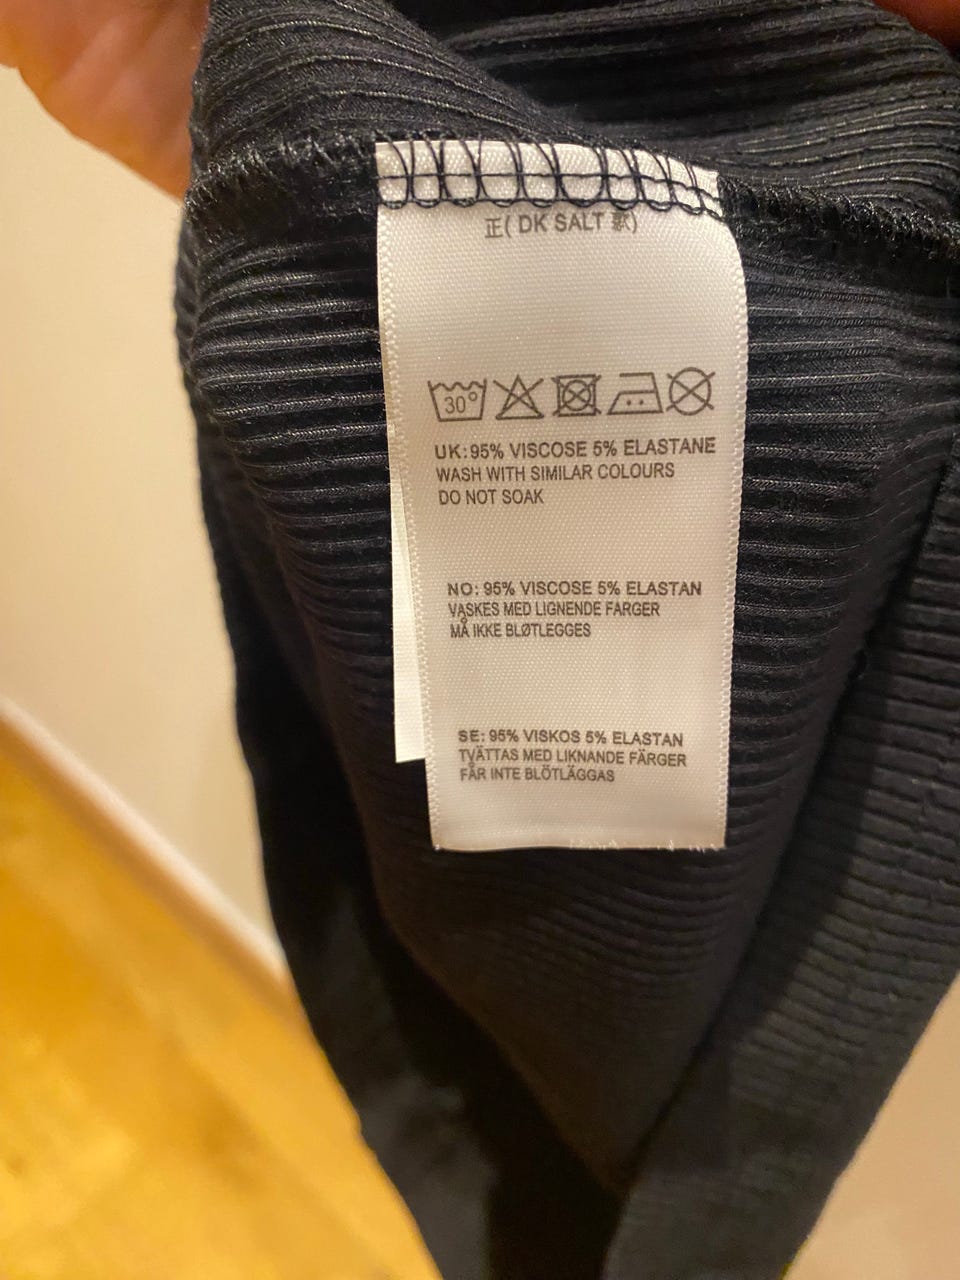 正( DK SALT 款)
30°
UK: 95% VISCOSE 5% ELASTANE
WASH WITH SIMILAR COLOURS
DO NOT SOAK
NO: 95% VISCOSE 5% ELASTAN
VASKES MED LIGNENDE FARGER
MÅ IKKE BLØTLEGGES
SE: 95% VISKOS 5% ELASTAN
TVÄTTAS MED LIKNANDE FÄRGER
FÅR INTE BLÖTLÄGGAS